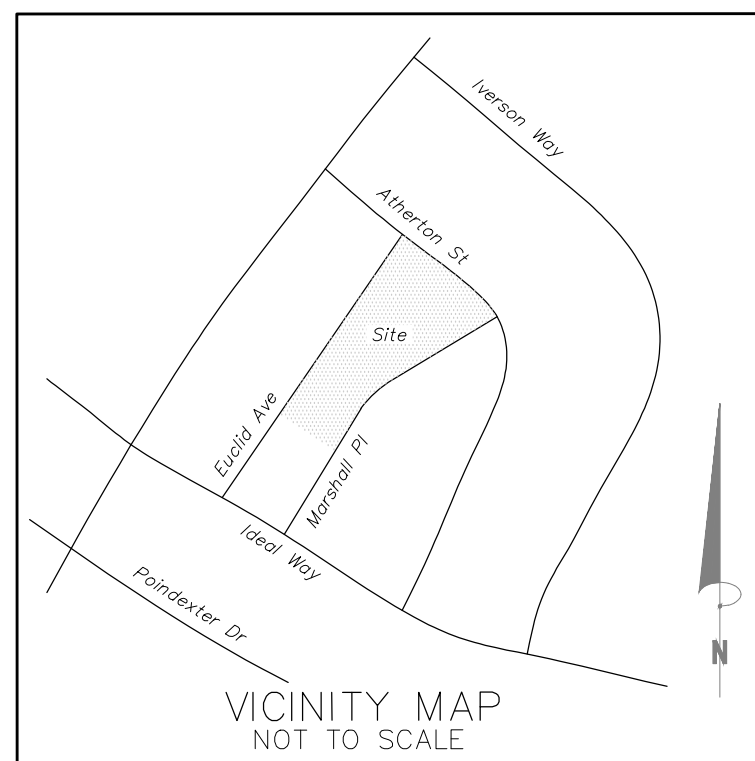 Iverson Way
Atherton St
Site
Euclid Ave
Marshall Pl
Ideal Way
Poindexter Dr
N
VICINITY MAP
NOT TO SCALE